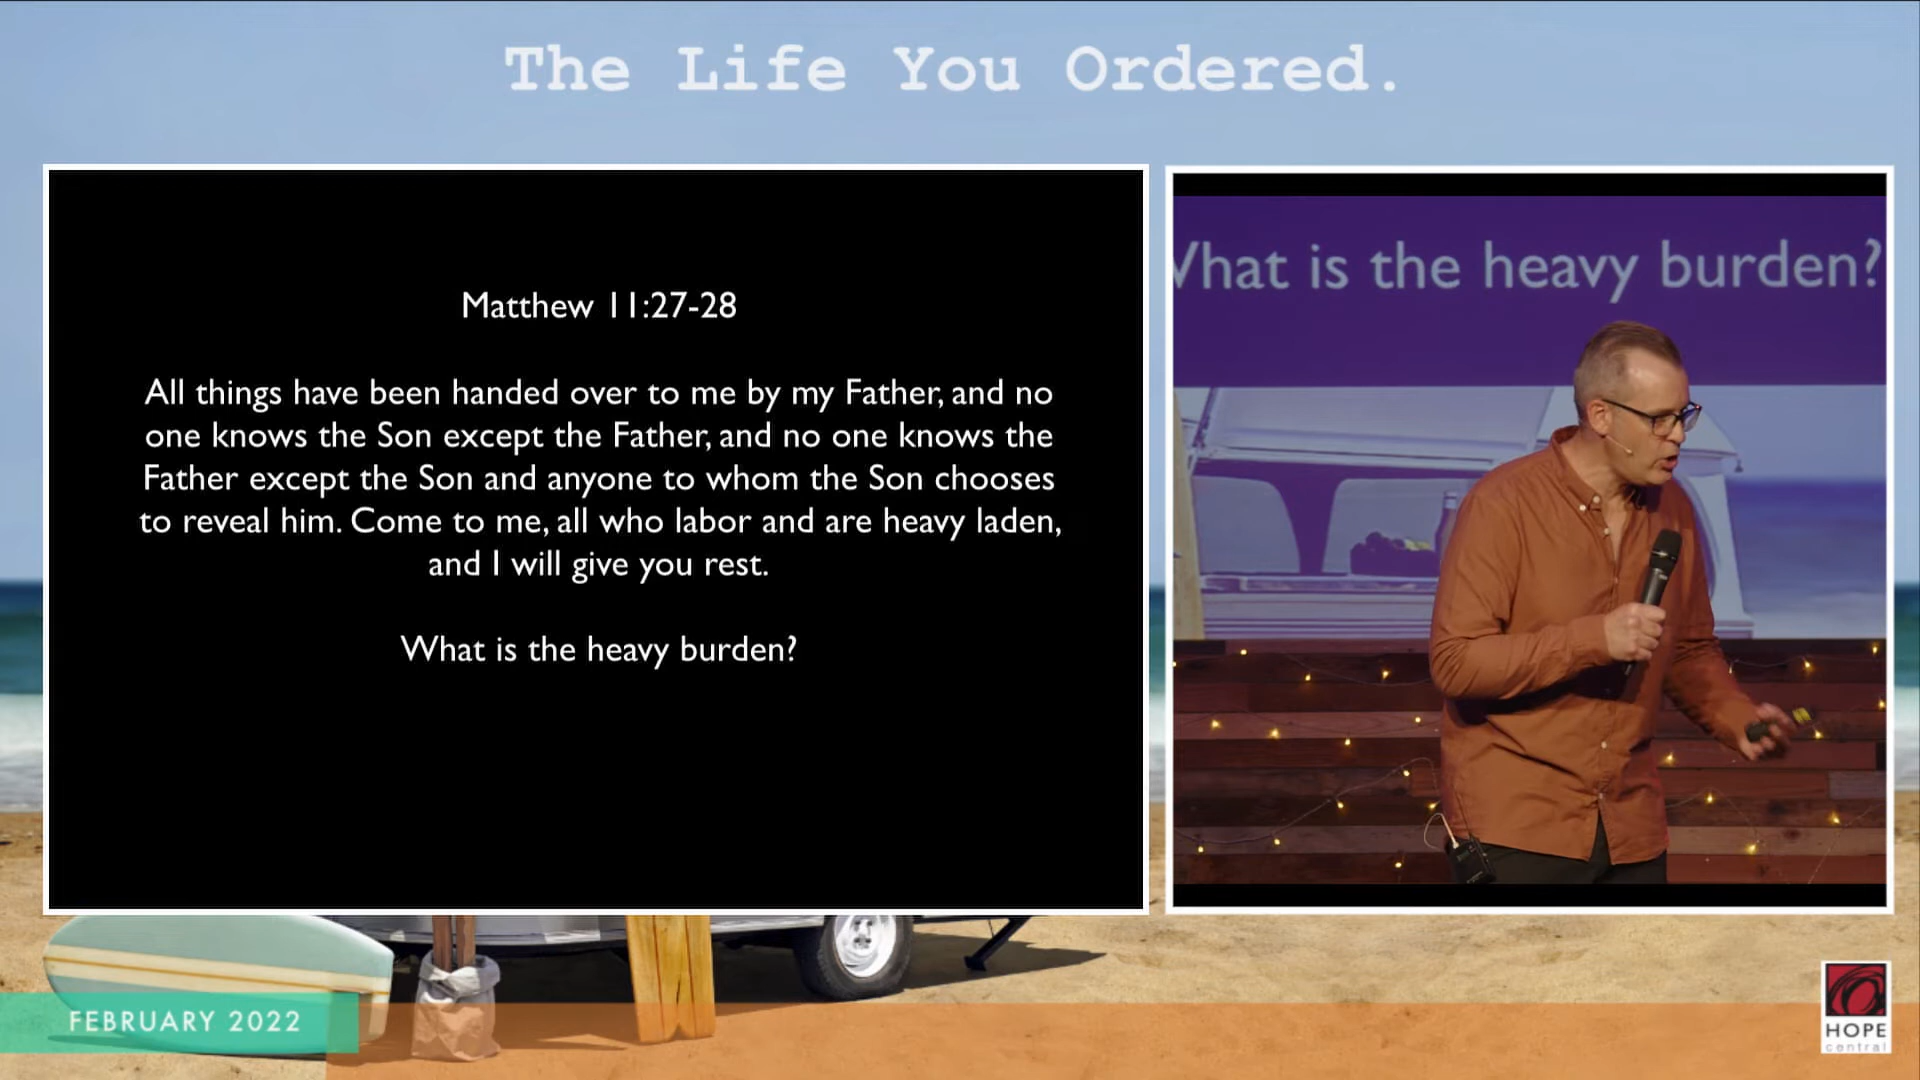 The Life You Ordered.
Matthew 11:27-28
All things have been handed over to me by my Father, and no
one knows the Son except the Father, and no one knows the
Father except the Son and anyone to whom the Son chooses
to reveal him. Come to me, all who labor and are heavy laden,
and I will give you rest.
What is the heavy burden?
What is the heavy burden?
FEBRUARY 2022
HOPE
central